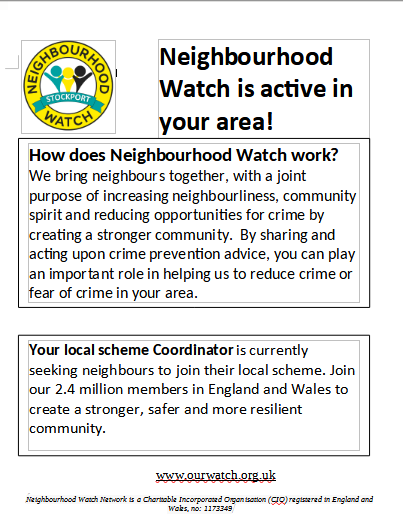 NEIGHBOURHOOD
STOCKPORT
WATCH
Neighbourhood
Watch is active in
your area!
How does Neighbourhood Watch work?
We bring neighbours together, with a joint
purpose of increasing neighbourliness, community
spirit and reducing opportunities for crime by
creating a stronger community.  By sharing and
acting upon crime prevention advice, you can play
an important role in helping us to reduce crime or
fear of crime in your area.
Your local scheme Coordinator is currently
seeking neighbours to join their local scheme. Join
our 2.4 million members in England and Wales to
create a stronger, safer and more resilient
community.
www.ourwatch.org.uk
Neighbourhood Watch Network is a Charitable Incorporated Organisation (CIO) registered in England and
Wales, no: 1173349